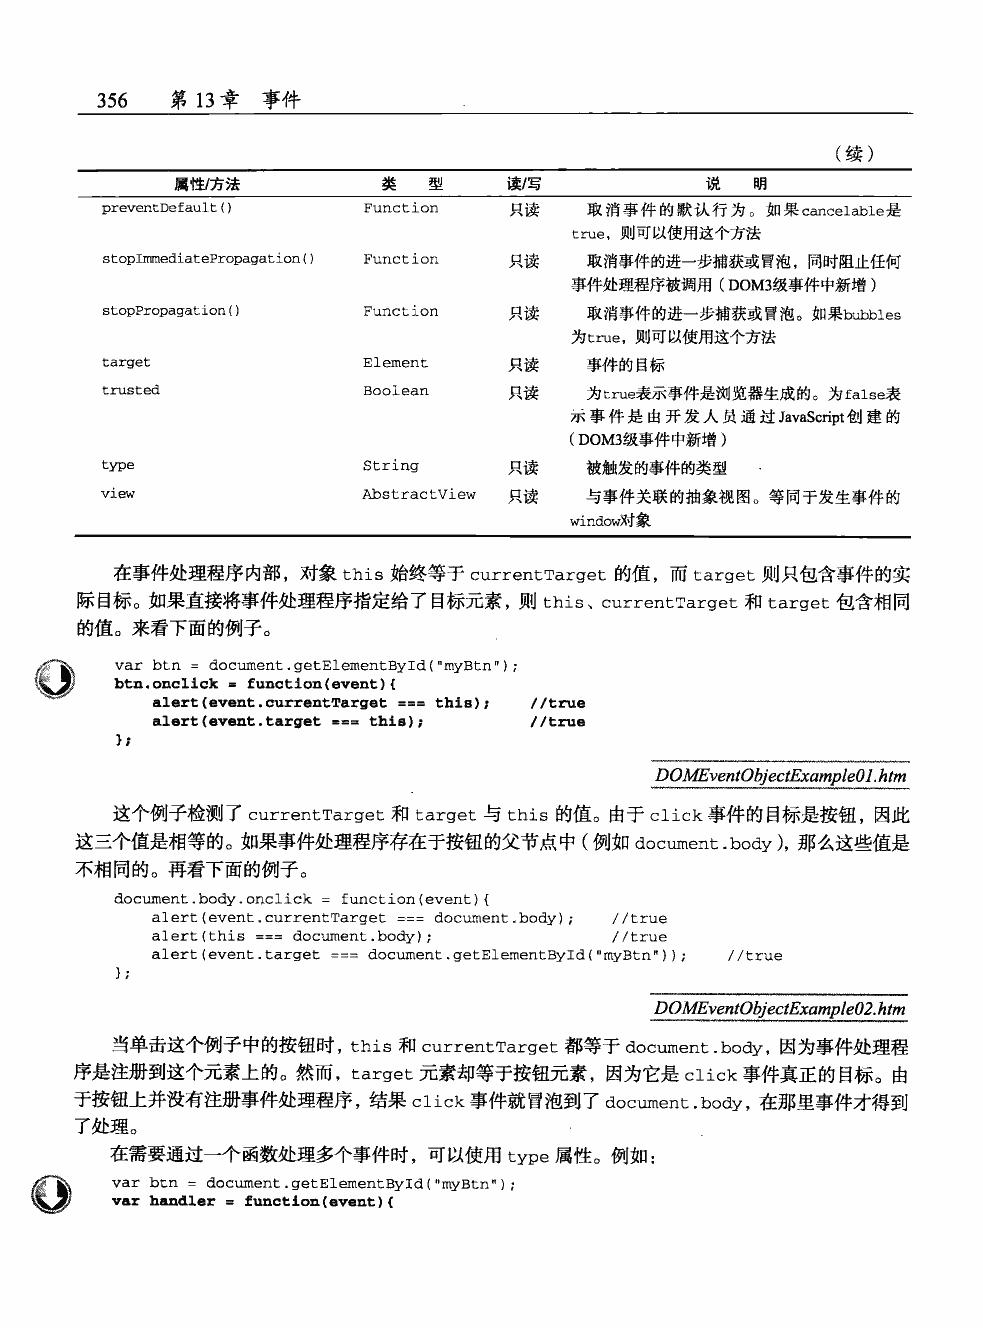 356 第 13 章 事件
（续）
属性/方法 类 型 读/写 说 明
preventDefault() Function 只读 取消事件的默认行为。如果cancelable是
true，则可以使用这个方法
stopImmediatePropagation() Function 只读 取消事件的进一步捕获或冒泡，同时阻止任何
事件处理程序被调用（DOM3级事件中新增）
stopPropagation() Function 只读 取消事件的进一步捕获或冒泡。如果bubbles
为true，则可以使用这个方法
target Element 只读 事件的目标
trusted Boolean 只读 为true表示事件是浏览器生成的。为false表
示事件是由开发人员通过JavaScript创建的
（DOM3级事件中新增）
type String 只读 被触发的事件的类型
view AbstractView 只读 与事件关联的抽象视图。等同于发生事件的
window对象
在事件处理程序内部，对象 this 始终等于 currentTarget 的值，而 target 则只包含事件的实
际目标。如果直接将事件处理程序指定给了目标元素，则 this、currentTarget 和 target 包含相同
的值。来看下面的例子。
var btn = document.getElementById("myBtn");
btn.onclick = function(event){
alert(event.currentTarget === this); //true
alert(event.target === this); //true
};
DOMEventObjectExample01.htm
这个例子检测了 currentTarget 和 target 与 this 的值。由于 click 事件的目标是按钮，因此
这三个值是相等的。如果事件处理程序存在于按钮的父节点中（例如 document.body），那么这些值是
不相同的。再看下面的例子。
document.body.onclick = function(event){
alert(event.currentTarget === document.body); //true
alert(this === document.body); //true
alert(event.target === document.getElementById("myBtn")); //true
};
DOMEventObjectExample02.htm
当单击这个例子中的按钮时，this 和 currentTarget 都等于 document.body，因为事件处理程
序是注册到这个元素上的。然而，target 元素却等于按钮元素，因为它是 click 事件真正的目标。由
于按钮上并没有注册事件处理程序，结果 click 事件就冒泡到了 document.body，在那里事件才得到
了处理。
在需要通过一个函数处理多个事件时，可以使用 type 属性。例如：
var btn = document.getElementById("myBtn");
var handler = function(event){